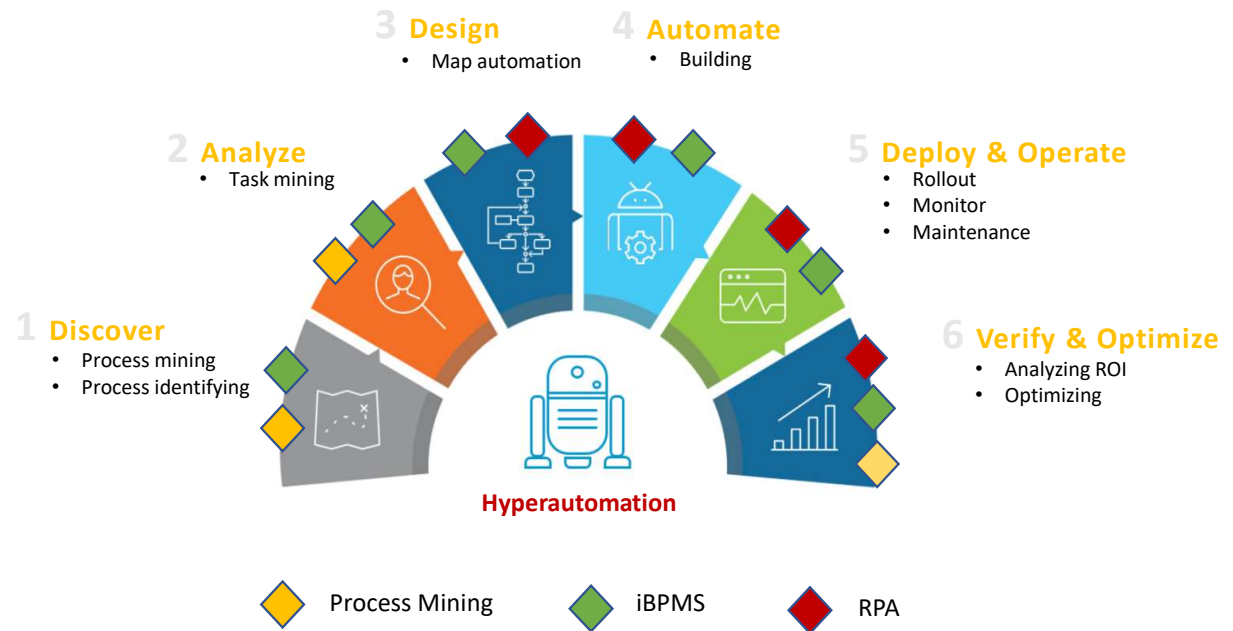 3 Design
• Map automation
4 Automate
• Building
2 Analyze
• Task mining
5 Deploy & Operate
• Rollout
• Monitor
• Maintenance
1 Discover
• Process mining
• Process identifying
6 Verify & Optimize
• Analyzing ROI
• Optimizing
Hyperautomation
Process Mining
iBPMS
RPA